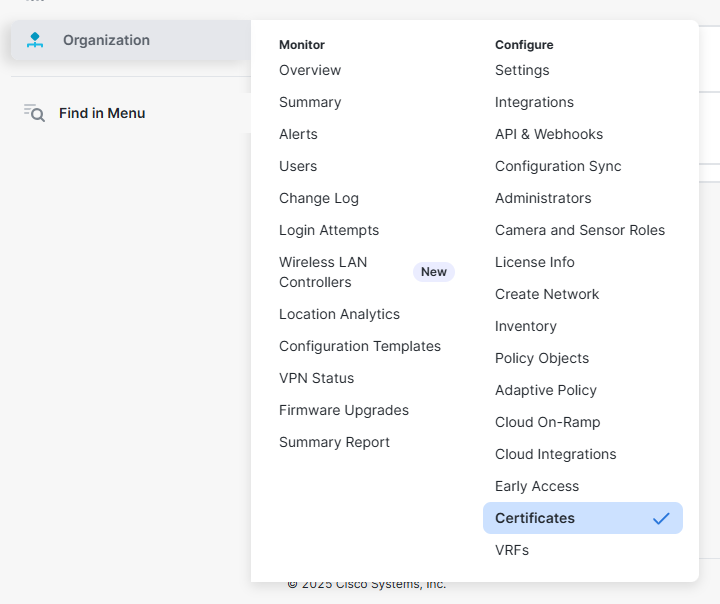 Organization
Find in Menu
Monitor
Overview
Summary
Alerts
Users
Change Log
Login Attempts
Wireless LAN
Controllers
New
Location Analytics
Configuration Templates
VPN Status
Firmware Upgrades
Summary Report
Configure
Settings
Integrations
API & Webhooks
Configuration Sync
Administrators
Camera and Sensor Roles
License Info
Create Network
Inventory
Policy Objects
Adaptive Policy
Cloud On-Ramp
Cloud Integrations
Early Access
Certificates
VRFs
© 2025 Cisco Systems, Inc.